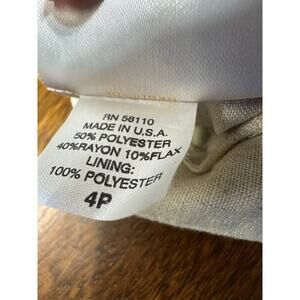 RN 58110
MADE IN U.S.A.
50% POLYESTER
40%RAYON 10%FLAX
LINING:
100% POLYESTER
4P